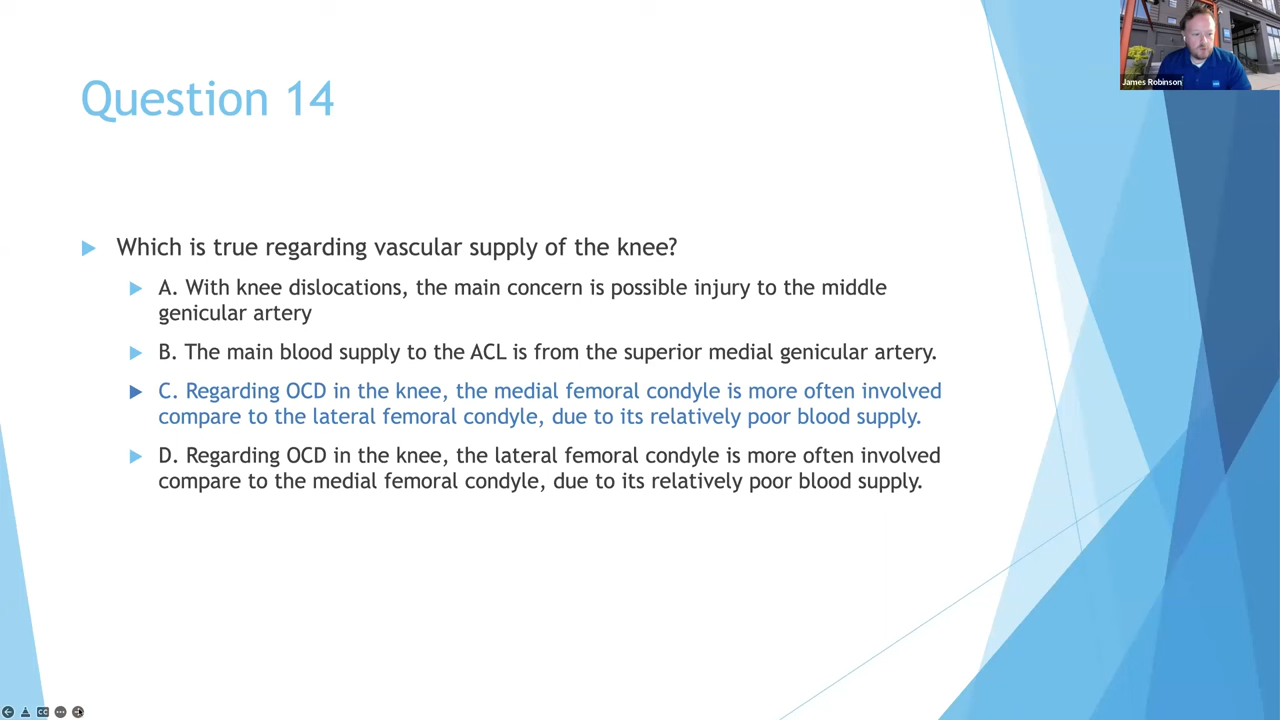 James Robinson
Question 14
Which is true regarding vascular supply of the knee?
A. With knee dislocations, the main concern is possible injury to the middle
genicular artery
B. The main blood supply to the ACL is from the superior medial genicular artery.
C. Regarding OCD in the knee, the medial femoral condyle is more often involved
compare to the lateral femoral condyle, due to its relatively poor blood supply.
D. Regarding OCD in the knee, the lateral femoral condyle is more often involved
compare to the medial femoral condyle, due to its relatively poor blood supply.
CC